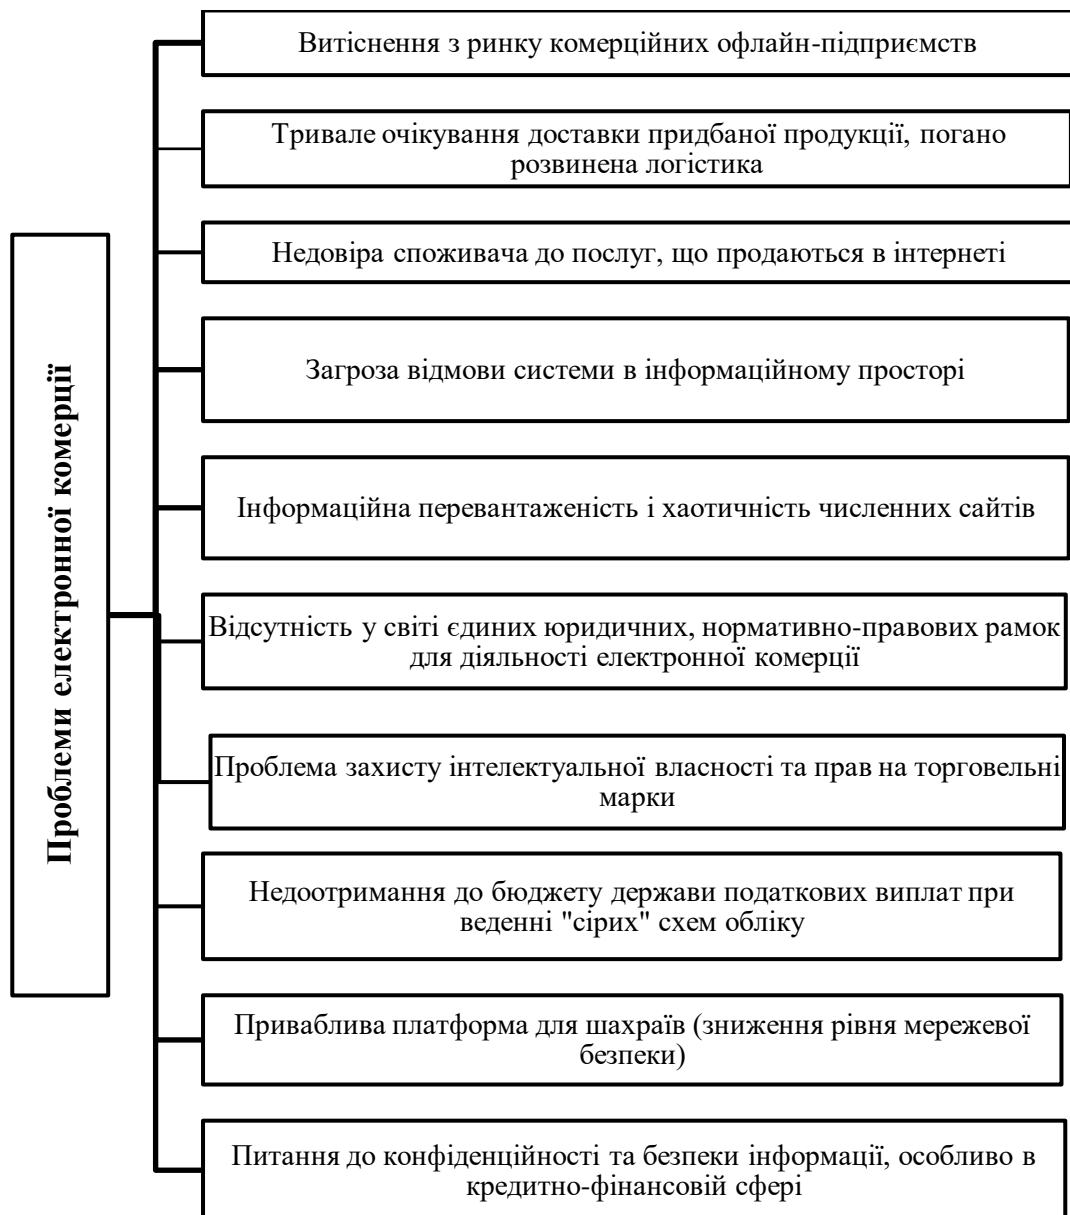 Проблеми електронної комерції
Витіснення з ринку комерційних офлайн-підприємств
Тривале очікування доставки придбаної продукції, погано
розвинена логістика
Недовіра споживача до послуг, що продаються в інтернеті
Загроза відмови системи в інформаційному просторі
Інформаційна перевантаженість і хаотичність численних сайтів
Відсутність у світі єдиних юридичних, нормативно-правових рамок
для діяльності електронної комерції
Проблема захисту інтелектуальної власності та прав на торговельні
марки
Недоотримання до бюджету держави податкових виплат при
веденні "сірих" схем обліку
Приваблива платформа для шахраїв (зниження рівня мережевої
безпеки)
Питання до конфіденційності та безпеки інформації, особливо в
кредитно-фінансовій сфері